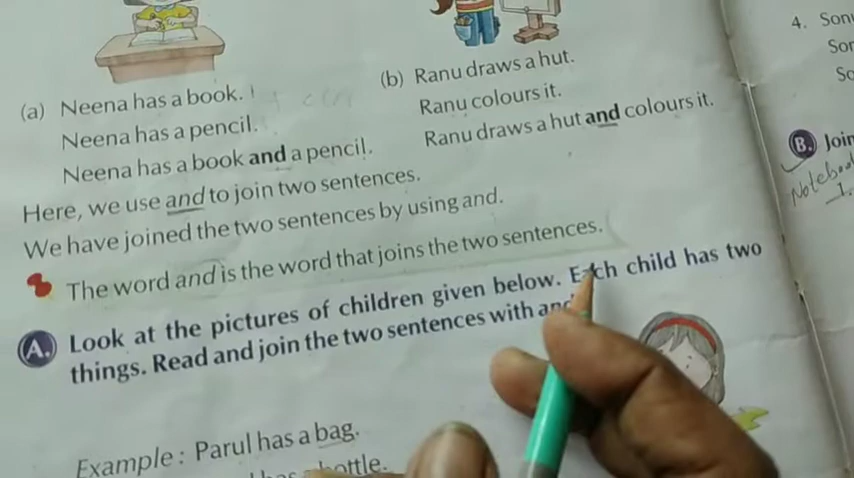 (a) Neena has a book.
Neena has a pencil.
Neena has a book and a pencil.
(b) Ranu draws a hut.
Ranu colours it.
Ranu draws a hut and colours it.
Here, we use and to join two sentences.
We have joined the two sentences by using and.
The word and is the word that joins the two sentences.
A. Look at the pictures of children given below. Each child has two
things. Read and join the two sentences with and
Example : Parul has a bag.
bottle.
4.
B. Join
Notebook